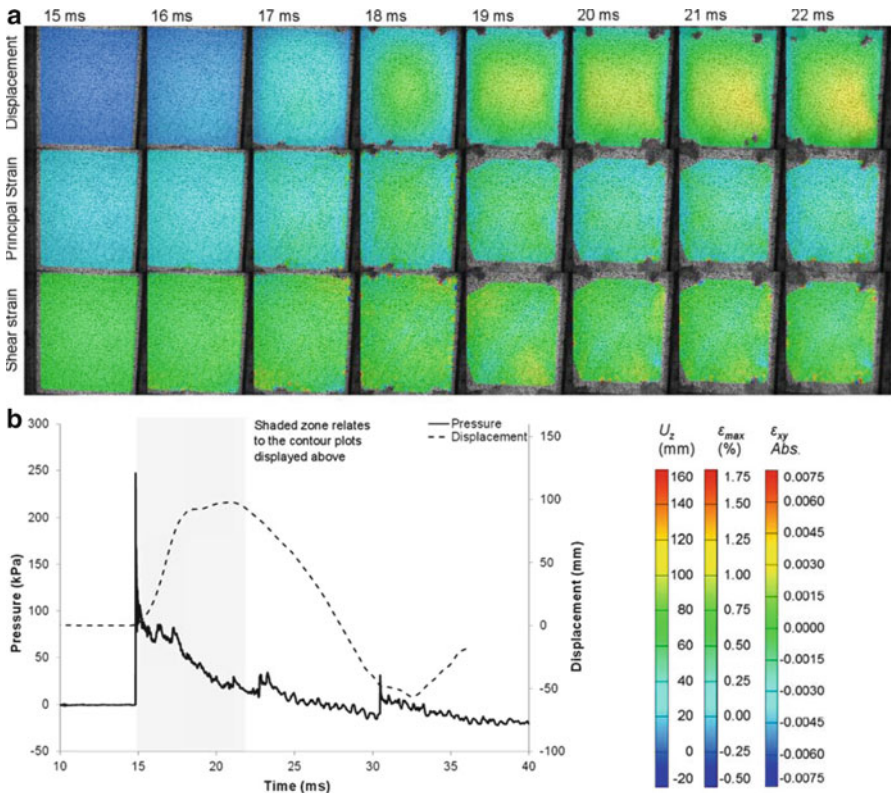 a
15 ms 16 ms 17 ms 18 ms 19 ms 20 ms 21 ms 22 ms
Displacement
Principal Strain
Shear strain
b
Shaded zone relates
to the contour plots
displayed above
Pressure
Displacement
Pressure (kPa)
300
250
200
150
100
50
0
-50
10 15 20 25 30 35 40
Time (ms)
150
100
50
0
-50
-100
Displacement (mm)
U_z
(mm)
160
140
120
100
80
60
40
20
0
-20
ε_max
(%)
1.75
1.50
1.25
1.00
0.75
0.50
0.25
0.00
-0.25
-0.50
ε_xy
Abs.
0.0075
0.0060
0.0045
0.0030
0.0015
0.0000
-0.0015
-0.0030
-0.0045
-0.0060
-0.0075